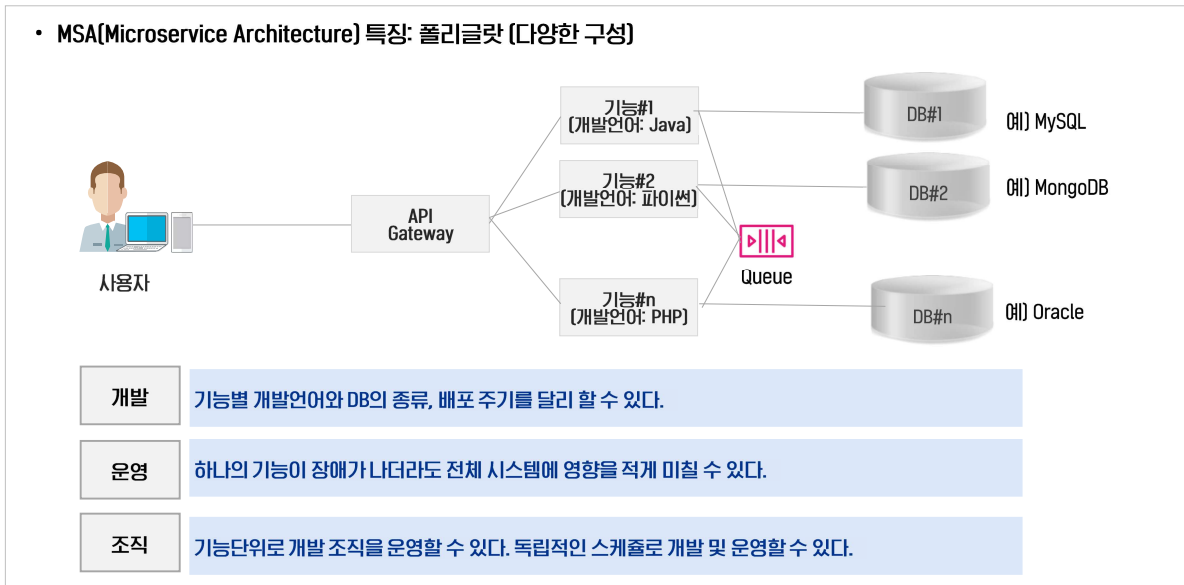 • MSA(Microservice Architecture) 특징: 폴리글랏 (다양한 구성)
기능#1
(개발언어: Java)
DB#1
예) MySQL
기능#2
(개발언어: 파이썬)
DB#2
예) MongoDB
API
Gateway
사용자
Queue
기능#n
(개발언어: PHP)
DB#n
예) Oracle
개발
기능별 개발언어와 DB의 종류, 배포 주기를 달리 할 수 있다.
운영
하나의 기능이 장애가 나더라도 전체 시스템에 영향을 적게 미칠 수 있다.
조직
기능단위로 개발 조직을 운영할 수 있다. 독립적인 스케쥴로 개발 및 운영할 수 있다.